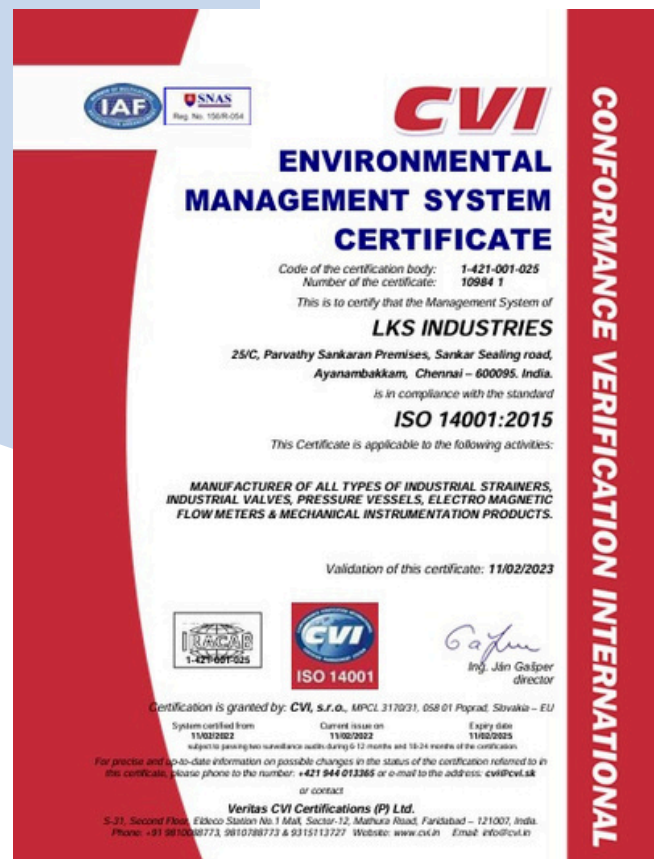 IAF
SNAS
Reg. No. 156/R-054
CVI
ENVIRONMENTAL
MANAGEMENT SYSTEM
CERTIFICATE
Code of the certification body: 1-421-001-025
Number of the certificate: 10984 1
This is to certify that the Management System of
LKS INDUSTRIES
25/C, Parvathy Sankaran Premises, Sankar Sealing road,
Ayanambakkam, Chennai – 600095. India.
is in compliance with the standard
ISO 14001:2015
This Certificate is applicable to the following activities:
MANUFACTURER OF ALL TYPES OF INDUSTRIAL STRAINERS,
INDUSTRIAL VALVES, PRESSURE VESSELS, ELECTRO MAGNETIC
FLOW METERS & MECHANICAL INSTRUMENTATION PRODUCTS.
Validation of this certificate: 11/02/2023
IRACAB
1-421-001-025
CVI
ISO 14001
Ing. Ján Gašper
director
Certification is granted by: CVI, s.r.o., MPCL 3170/31, 058 01 Poprad, Slovakia – EU
System certified from Current issue on Expiry date
11/02/2022 11/02/2022 11/02/2025
subject to passing two surveillance audits during 6-12 months and 18-24 months of the certification.
For precise and up-to-date information on possible changes in the status of the certification referred to in
this certificate, please phone to the number: +421 944 013365 or e-mail to the address: cvi@cvi.sk
or contact
Veritas CVI Certifications (P) Ltd.
S-31, Second Floor, Eldeco Station No.1 Mall, Sector-12, Mathura Road, Faridabad – 121007, India.
Phone: +91 9810088773, 9810788773 & 9315113727 Website: www.cvi.in Email: info@cvi.in
CONFORMANCE VERIFICATION INTERNATIONAL